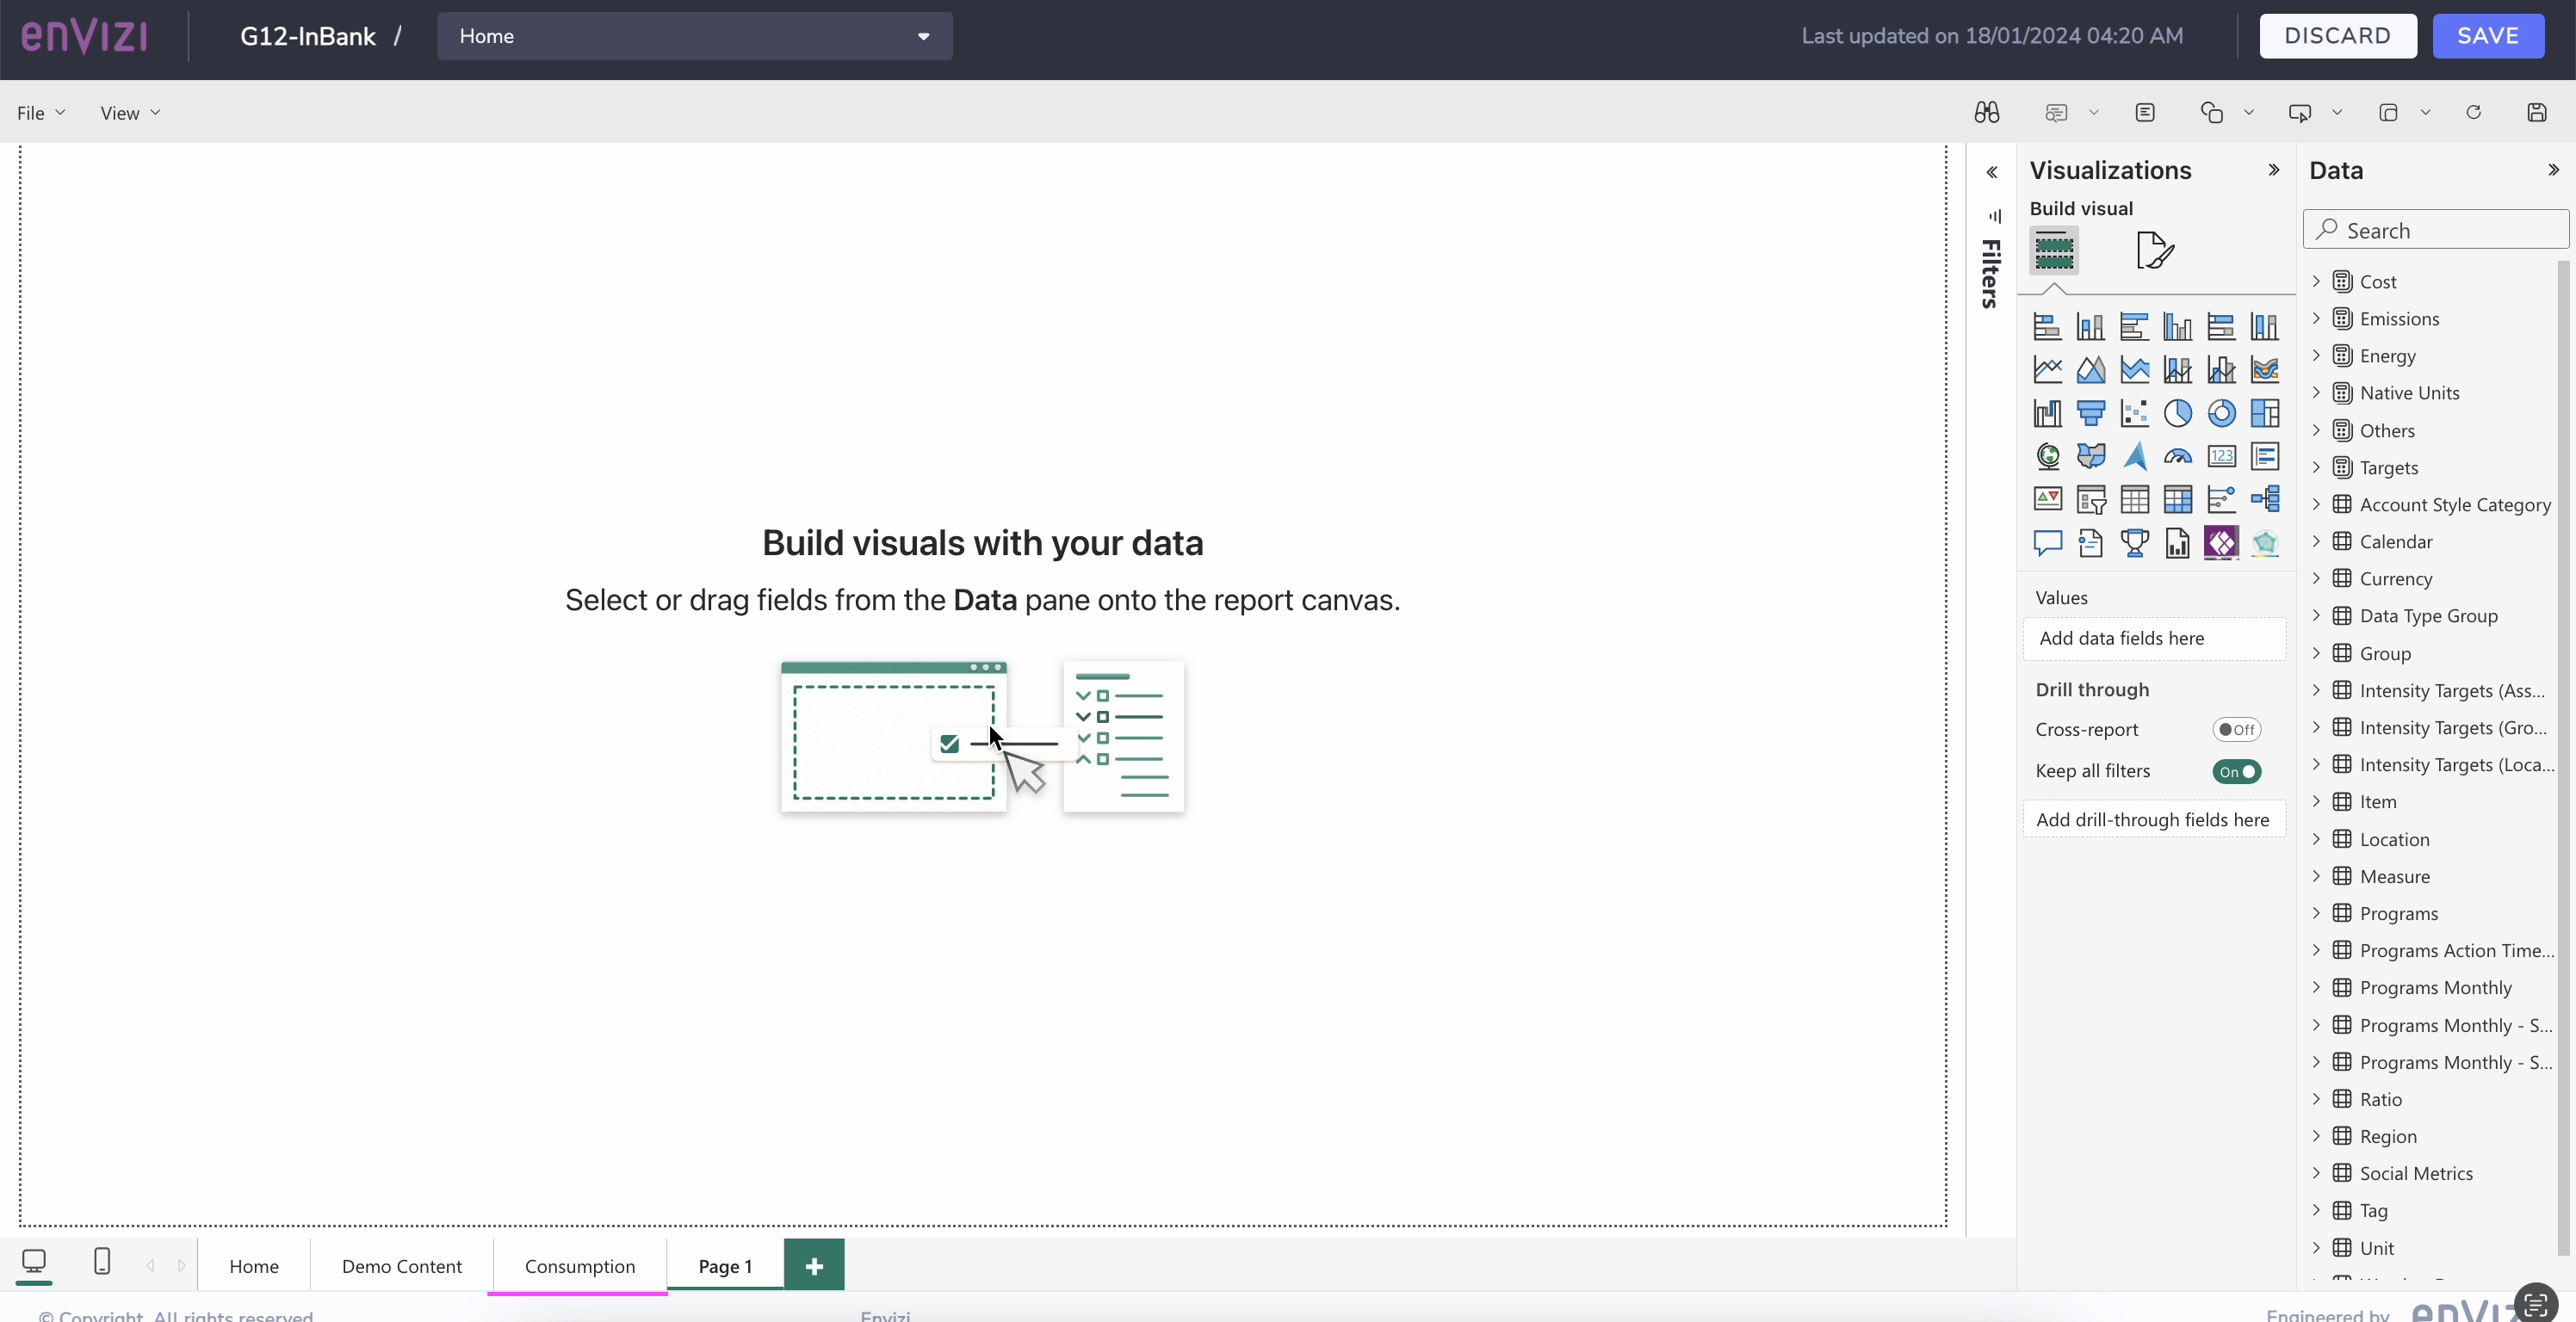 enVIZI
G12-InBank /
Home
Last updated on 18/01/2024 04:20 AM
DISCARD
SAVE
File
View
Filters
Visualizations
Build visual
123
Values
Add data fields here
Drill through
Cross-report
Off
Keep all filters
On
Add drill-through fields here
Data
Search
Cost
Emissions
Energy
Native Units
Others
Targets
Account Style Category
Calendar
Currency
Data Type Group
Group
Intensity Targets (Ass...
Intensity Targets (Gro...
Intensity Targets (Loca...
Item
Location
Measure
Programs
Programs Action Time...
Programs Monthly
Programs Monthly - S...
Programs Monthly - S...
Ratio
Region
Social Metrics
Tag
Unit
Build visuals with your data
Select or drag fields from the Data pane onto the report canvas.
Home
Demo Content
Consumption
Page 1
+
© Copyright. All rights reserved
Envizi
Engineered by enVIZI